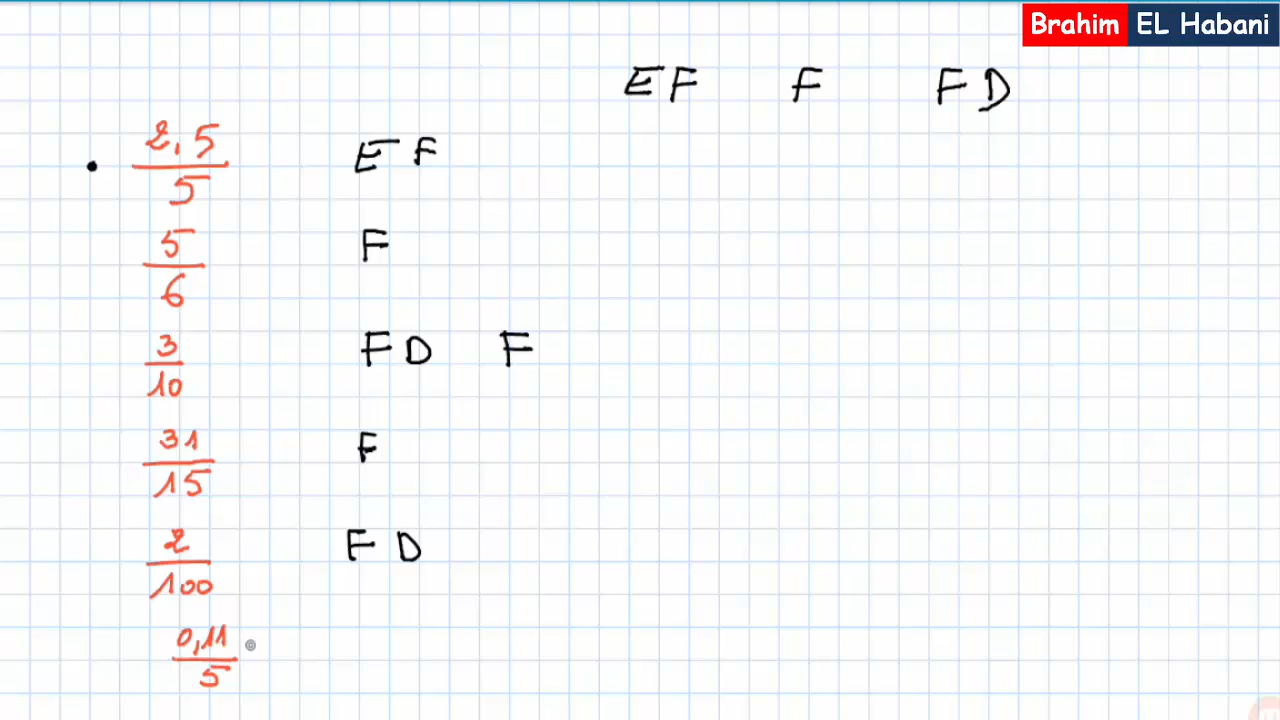 Brahim EL Habani
EF F FD
• 2,5/5 EF
5/6 F
3/10 FD F
31/15 F
2/100 FD
0,11/5